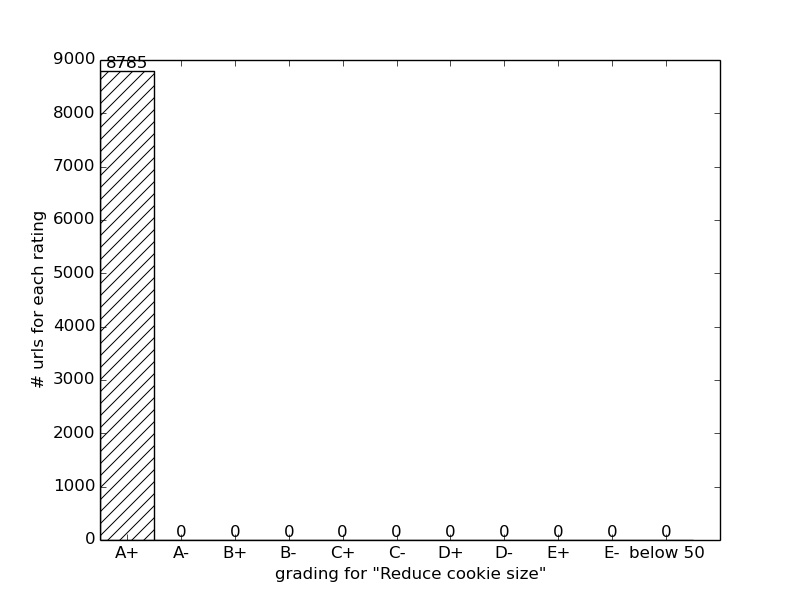 9000
8785
8000
7000
6000
5000
4000
3000
2000
1000
0
0 0 0 0 0 0 0 0 0 0 0
A+ A- B+ B- C+ C- D+ D- E+ E- below 50
grading for "Reduce cookie size"
# urls for each rating